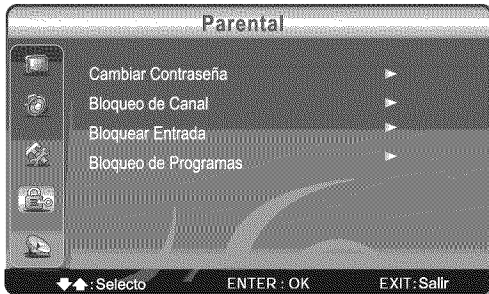 Parental
Cambiar Contraseña
Bloqueo de Canal
Bloquear Entrada
Bloqueo de Programas
: Selecto ENTER : OK EXIT: Salir